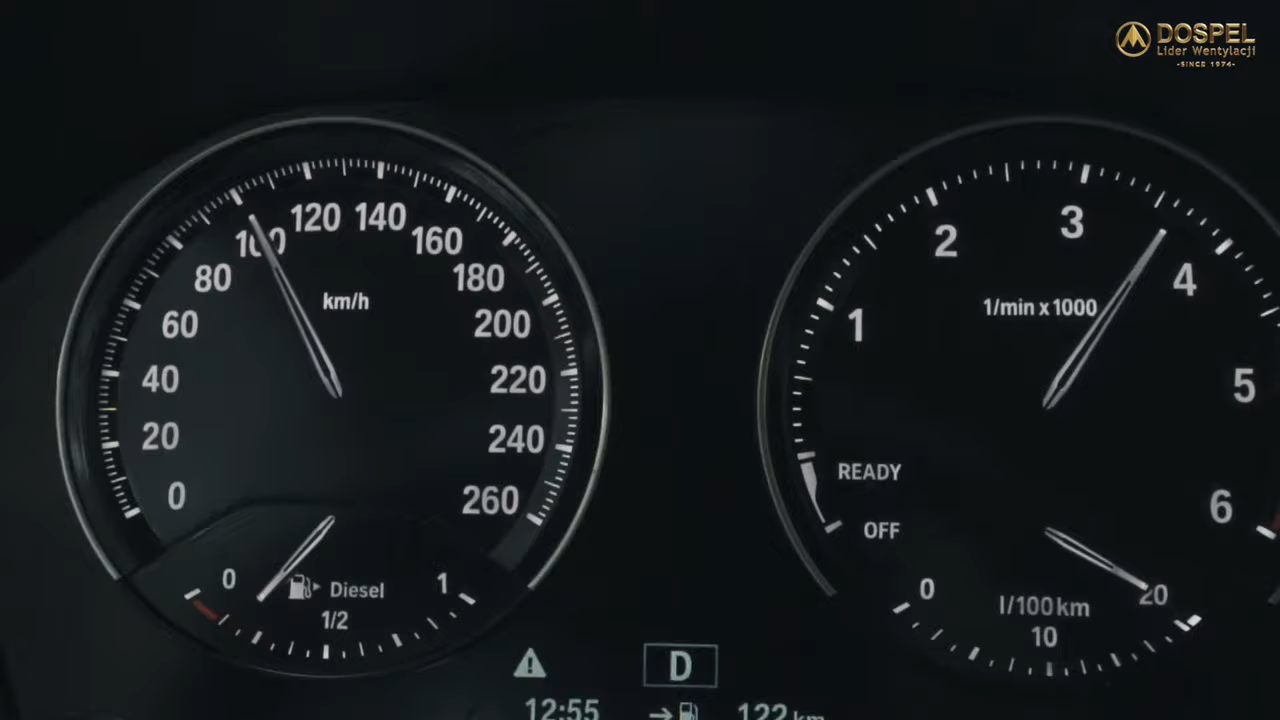 DOSPEL
Lider Wentylacji
-SINCE 1974-
0
20
40
60
80
100
120
140
160
180
200
220
240
260
km/h
0
Diesel
1/2
1
1
2
3
4
5
6
1/min x 1000
READY
OFF
0
l/100km
10
20
D
12:55
122 km